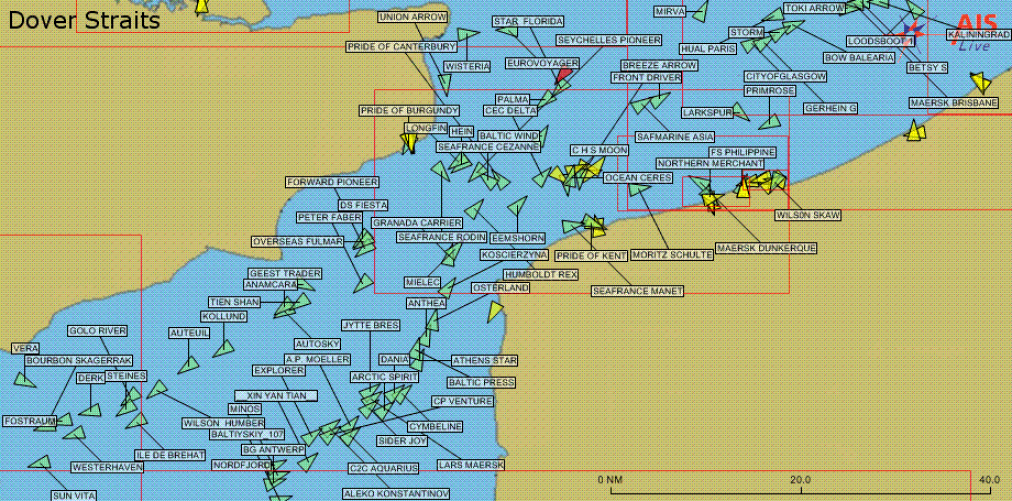 Dover Straits
UNION ARROW
STAR FLORIDA
MIRVA
TOKI ARROW
AIS
Live
KALININGRAD
PRIDE OF CANTERBURY
SEYCHELLES PIONEER
HUAL PARIS
STORM
LOODSBOOT 1
WISTERIA
EUROVOYAGER
BREEZE ARROW
BOW BALEARIA
BETSY S
FRONT DRIVER
CITYOFGLASGOW
PRIMROSE
PALMA
MAERSK BRISBANE
PRIDE OF BURGUNDY
CEC DELTA
LARKSPUR
GERHEIN G
LONGFIN
HEIN
BALTIC WIND
SAFMARINE ASIA
SEAFRANCE CEZANNE
C H S MOON
FS PHILIPPINE
NORTHERN MERCHANT
FORWARD PIONEER
OCEAN CERES
DS FIESTA
PETER FABER
GRANADA CARRIER
WILSON SKAW
OVERSEAS FULMAR
SEAFRANCE RODIN
EEMSHORN
MAERSK DUNKERQUE
KOSCIERZYNA
PRIDE OF KENT
MORITZ SCHULTE
GEEST TRADER
HUMBOLDT REX
ANAMCARA
MIELEC
OSTERLAND
SEAFRANCE MANET
TIEN SHAN
ANTHEA
KOLLUND
GOLO RIVER
AUTEUIL
JYTTE BRES
VERA
AUTOSKY
BOURBON SKAGERRAK
A.P. MOELLER
DANIA
ATHENS STAR
DERK
STEINES
EXPLORER
ARCTIC SPIRIT
BALTIC PRESS
XIN YAN TIAN
CP VENTURE
MINOS
FOSTRAUM
WILSON HUMBER
CYMBELINE
BALTIYSKIY 107
SIDER JOY
ILE DE BREHAT
BG ANTWERP
WESTERHAVEN
NORDFJORD
C2C AQUARIUS
LARS MAERSK
SUN VITA
ALEKO KONSTANTINOV
0 NM
20.0
40.0